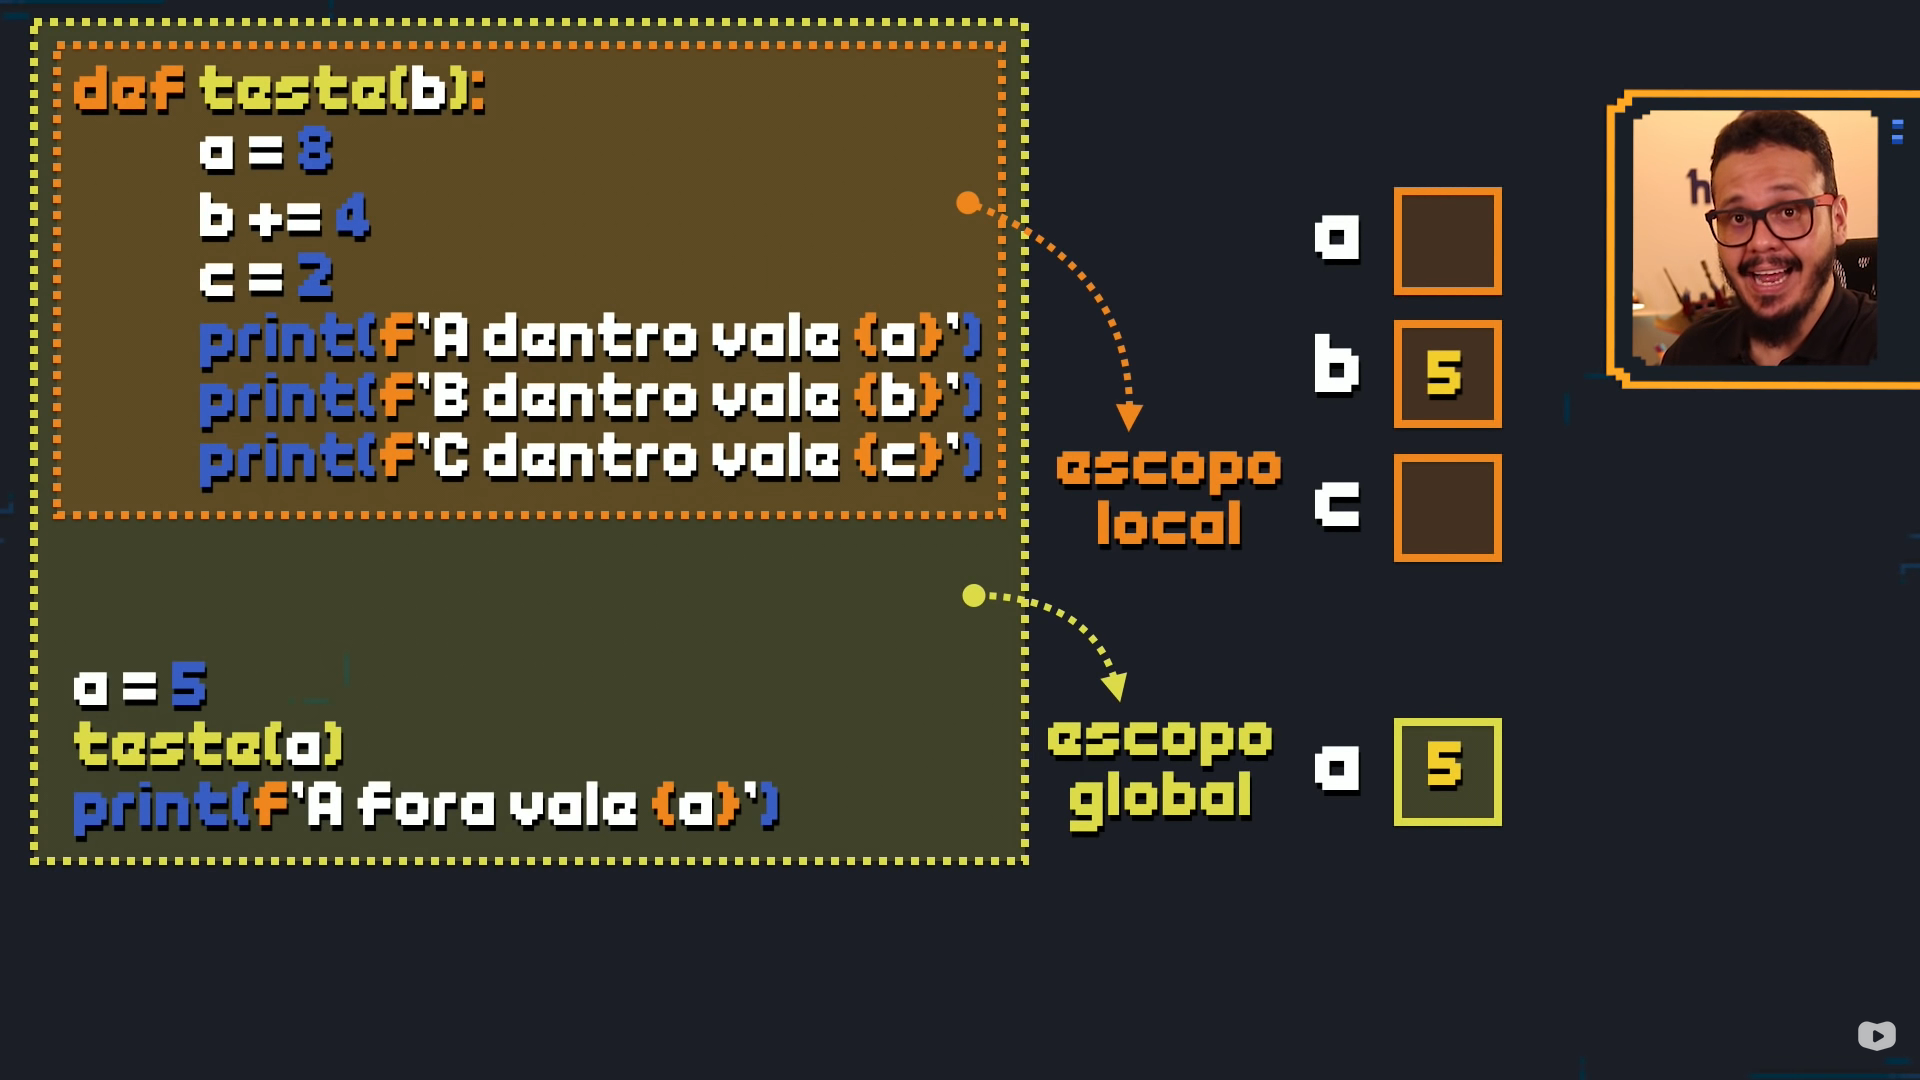 def teste(b):
a = 8
b += 4
c = 2
print(f'A dentro vale {a}')
print(f'B dentro vale {b}')
print(f'C dentro vale {c}')
a = 5
teste(a)
print(f'A fora vale {a}')
escopo
local
escopo
global
a
b 5
c
a 5